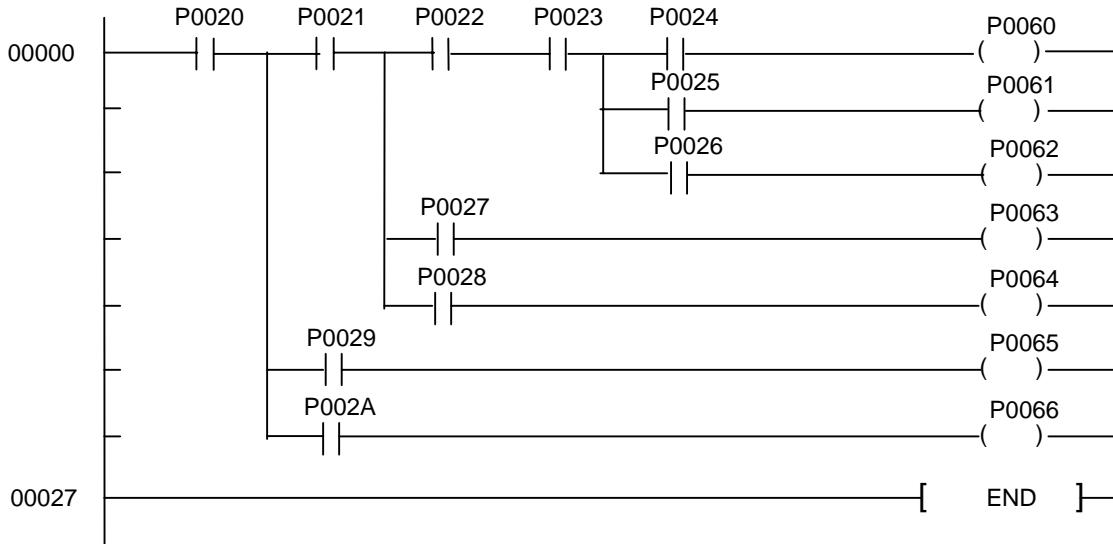 P0020 P0021 P0022 P0023 P0024 P0060
00000 ( )
P0025 P0061
( )
P0026 P0062
( )
P0027 P0063
( )
P0028 P0064
( )
P0029 P0065
( )
P002A P0066
( )
00027 [ END ]